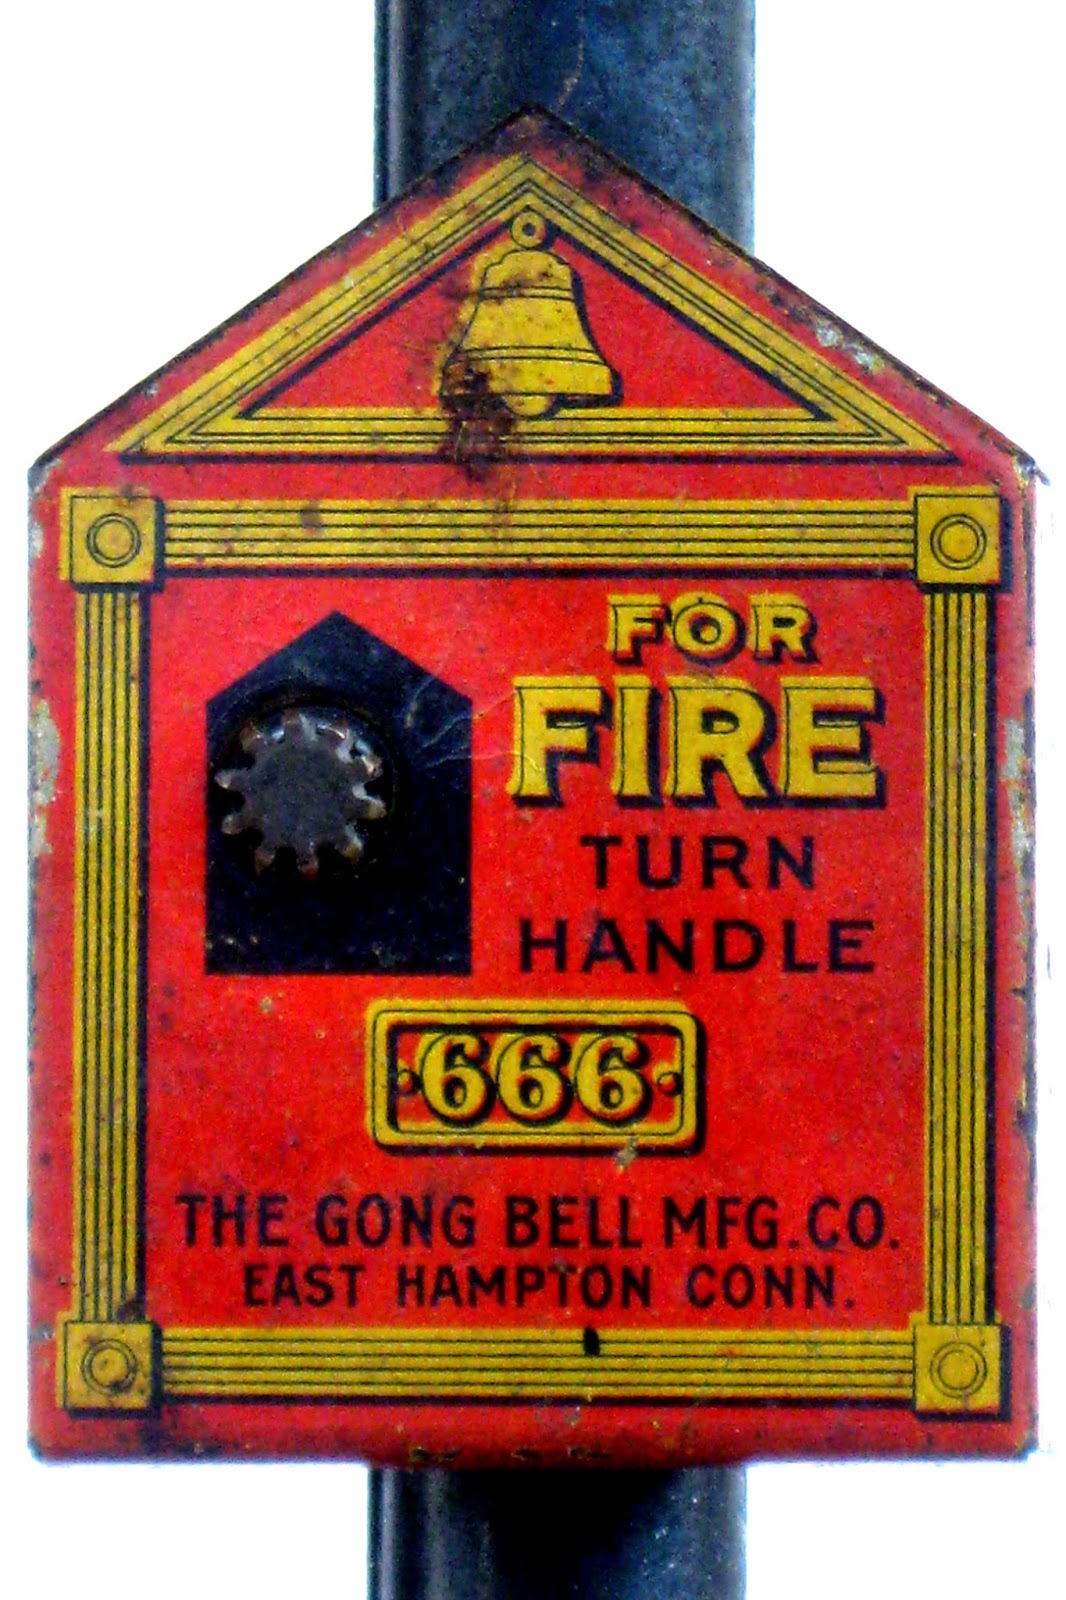 FOR
FIRE
TURN
HANDLE
666
THE GONG BELL MFG. CO.
EAST HAMPTON CONN.